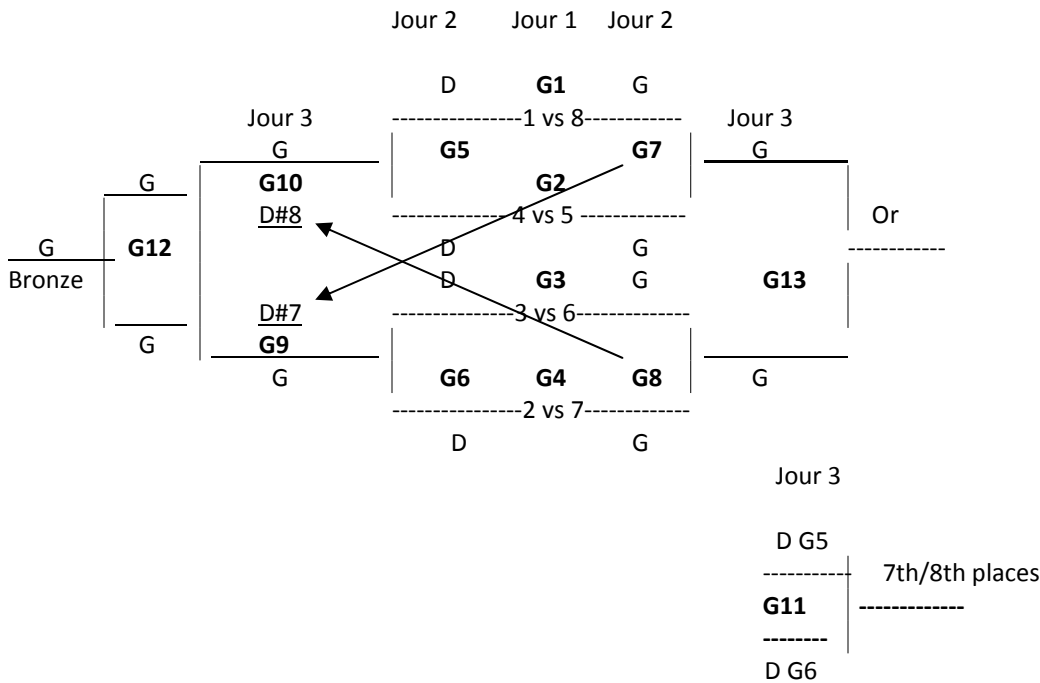 Jour 2 Jour 1 Jour 2
D G1 G
Jour 3 ----------------1 vs 8------------ Jour 3
G G5 G7 G
G G10 G2
D#8 ---------------4 vs 5 ------------- Or
G G12 D G ------------
Bronze D G3 G G13
D#7 ---------------3 vs 6--------------
G G9
G G6 G4 G8 G
----------------2 vs 7-------------
D G
Jour 3
D G5
----------- 7th/8th places
G11 -------------
--------
D G6